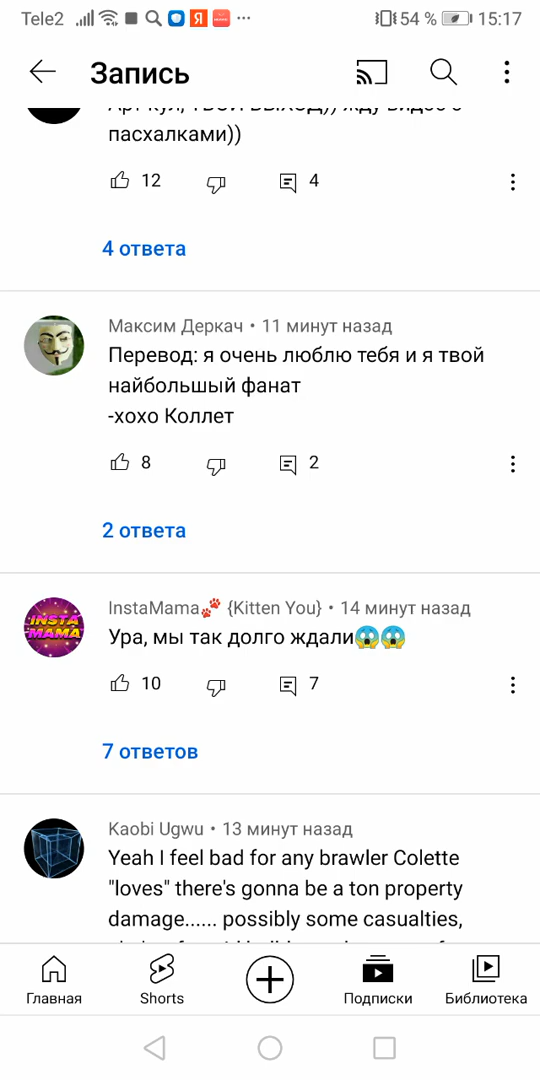 Tele2
54 %
15:17
Запись
пасхалками))
12
4
4 ответа
Максим Деркач • 11 минут назад
Перевод: я очень люблю тебя и я твой
найбольшый фанат
-хохо Коллет
8
2
2 ответа
INSTA
MAMA
InstaMama🐾 {Kitten You} • 14 минут назад
Ура, мы так долго ждали😱😱
10
7
7 ответов
Kaobi Ugwu • 13 минут назад
Yeah I feel bad for any brawler Colette
"loves" there's gonna be a ton property
damage...... possibly some casualties,
Главная
Shorts
Подписки
Библиотека